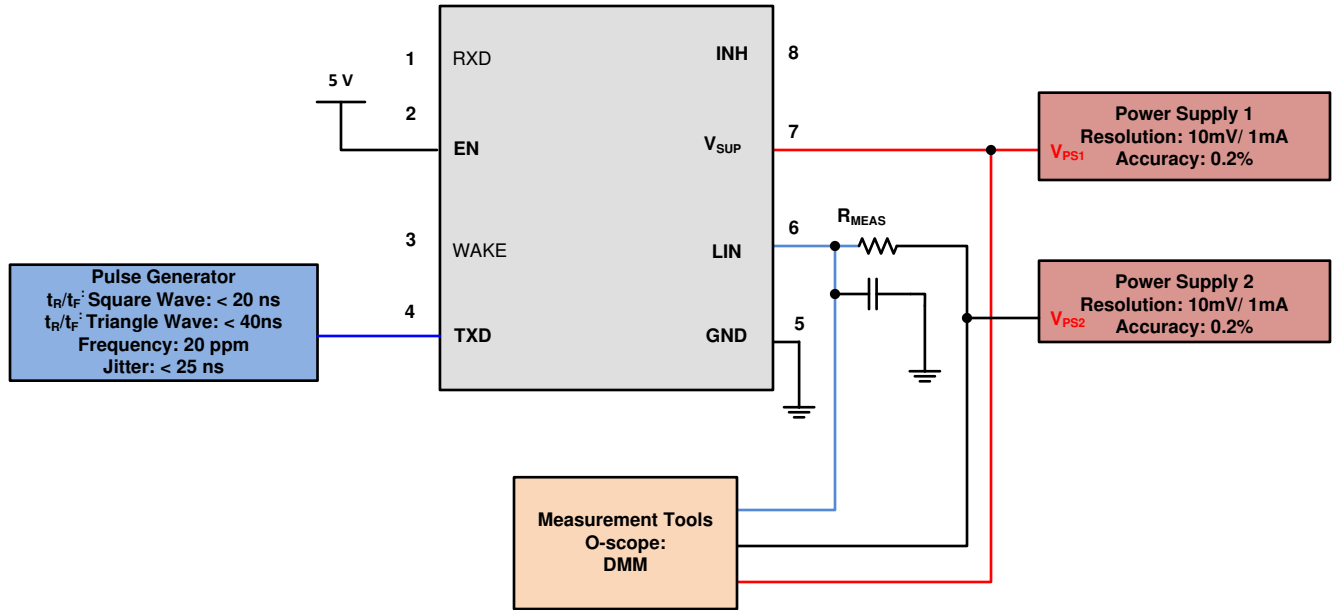 1
RXD
INH
8
5 V
2
EN
7
VSUP
Power Supply 1
Resolution: 10mV/ 1mA
Accuracy: 0.2%
VPS1
RMEAS
6
LIN
3
WAKE
Pulse Generator
tR/tF: Square Wave: < 20 ns
tR/tF: Triangle Wave: < 40ns
Frequency: 20 ppm
Jitter: < 25 ns
4
TXD
5
GND
Power Supply 2
Resolution: 10mV/ 1mA
Accuracy: 0.2%
VPS2
Measurement Tools
O-scope:
DMM